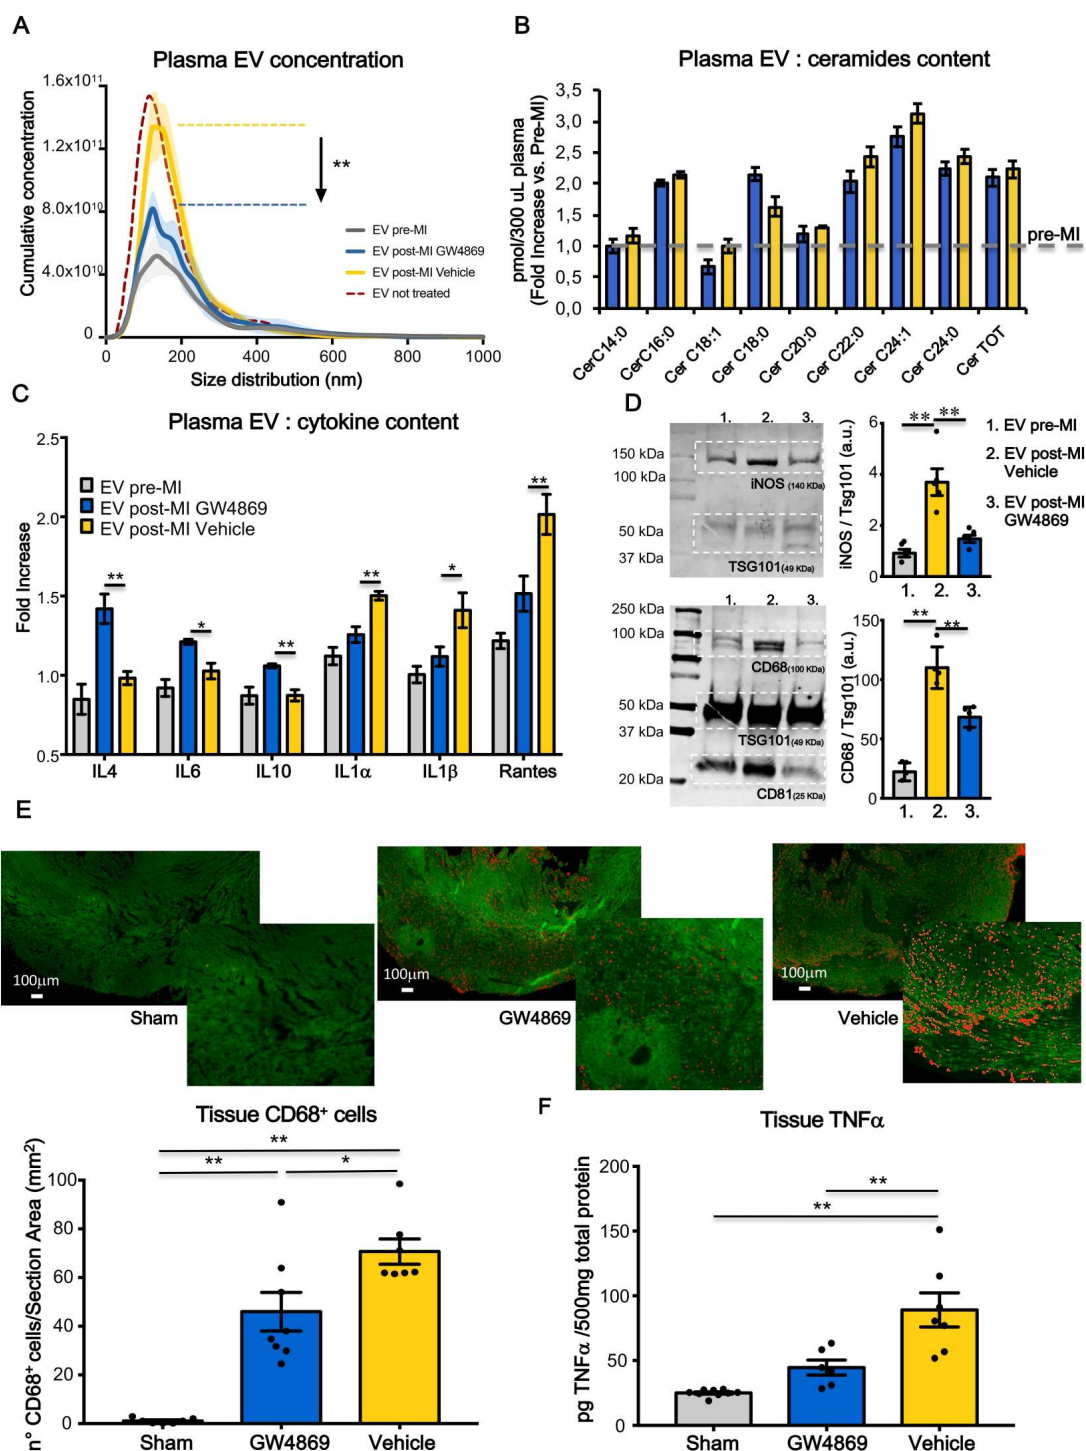 A
Plasma EV concentration
Cumulative concentration
1.6x10¹¹
1.2x10¹¹
8.0x10¹⁰
4.0x10¹⁰
0
**
EV pre-MI
EV post-MI GW4869
EV post-MI Vehicle
EV not treated
0 200 400 600 800 1000
Size distribution (nm)
B
Plasma EV : ceramides content
pmol/300 uL plasma
(Fold Increase vs. Pre-MI)
3,5
3,0
2,5
2,0
1,5
1,0
0,5
0,0
pre-MI
CerC14:0 CerC16:0 Cer C18:1 Cer C18:0 Cer C20:0 Cer C22:0 Cer C24:1 Cer C24:0 Cer TOT
C
Plasma EV : cytokine content
Fold Increase
2.5
2.0
1.5
1.0
0.5
EV pre-MI
EV post-MI GW4869
EV post-MI Vehicle
** * ** ** * **
IL4 IL6 IL10 IL1α IL1β Rantes
D
1. 2. 3.
150 kDa
100 kDa
50 kDa
37 kDa
iNOS (140 KDa)
TSG101(49 KDa)
iNOS / Tsg101 (a.u.)
6
4
2
0
** **
1. 2. 3.
1. EV pre-MI
2. EV post-MI
Vehicle
3. EV post-MI
GW4869
1. 2. 3.
250 kDa
100 kDa
50 kDa
37 kDa
20 kDa
CD68(100 KDa)
TSG101(49 KDa)
CD81(25 KDa)
CD68 / Tsg101 (a.u.)
150
100
50
0
** **
1. 2. 3.
E
100μm
Sham
100μm
GW4869
100μm
Vehicle
Tissue CD68⁺ cells
n° CD68⁺ cells/Section Area (mm²)
100
80
60
40
20
0
**
** *
Sham GW4869 Vehicle
F
Tissue TNFα
pg TNFα /500mg total protein
200
150
100
50
0
**
**
Sham GW4869 Vehicle